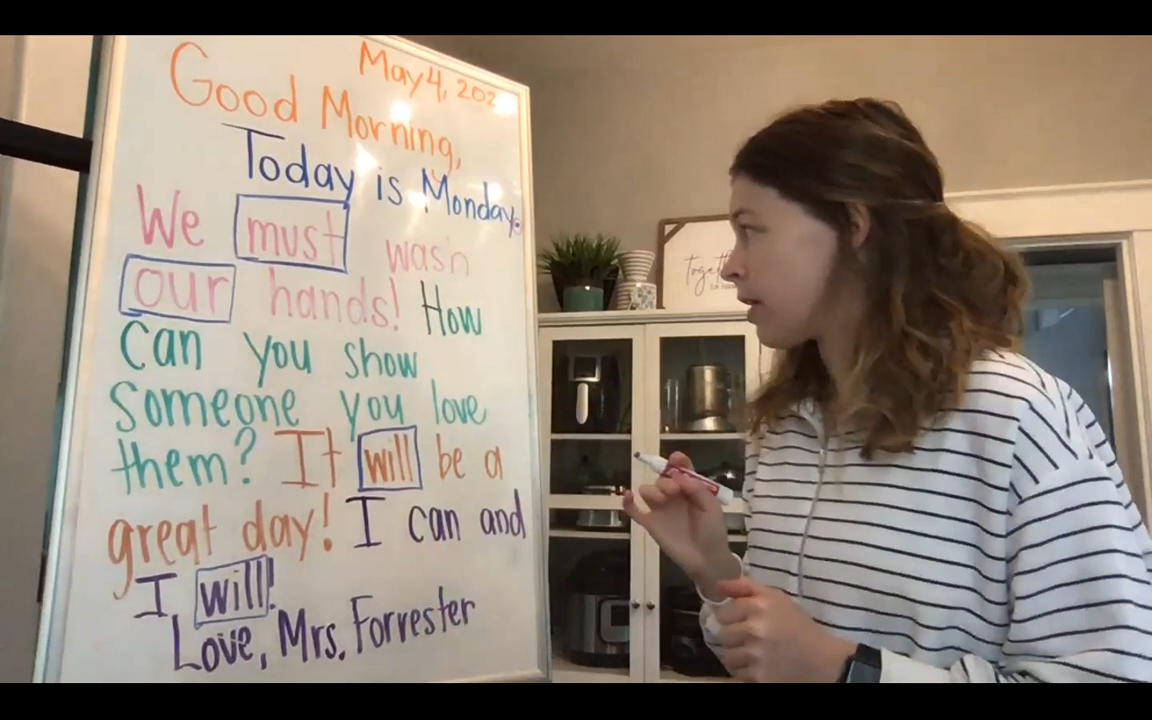 May 4, 202
Good Morning,
Today is Monday.
We must wash
our hands! How
can you show
someone you love
them? It will be a
great day! I can and
I will!
Love, Mrs. Forrester
together